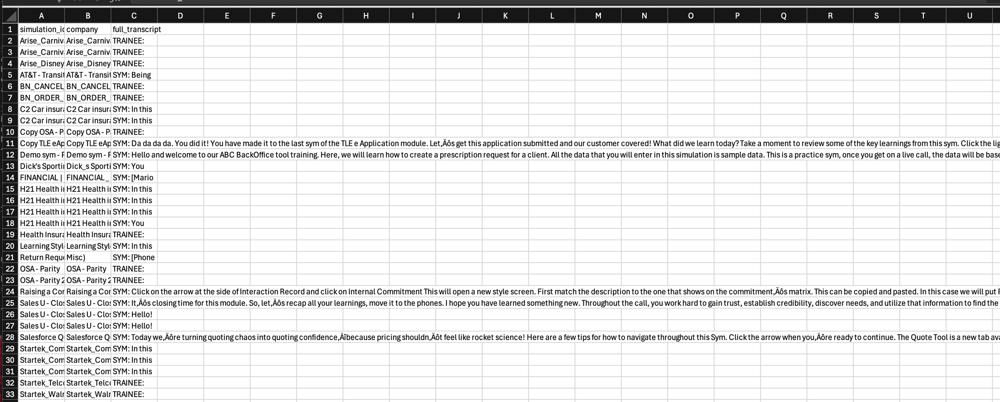 A B C D E F G H I J K L M N O P Q R S T U
1 simulation_id company full_transcript
2 Arise_Carniv Arise_Carniv TRAINEE:
3 Arise_Carniv Arise_Carniv TRAINEE:
4 Arise_Disney Arise_Disney TRAINEE:
5 AT&T - Transit AT&T - Transit SYM: Being
6 BN_CANCEL_ BN_CANCEL_ TRAINEE:
7 BN_ORDER_ BN_ORDER_ TRAINEE:
8 C2 Car insura C2 Car insura SYM: In this
9 C2 Car insura C2 Car insura SYM: In this
10 Copy OSA - P Copy OSA - P TRAINEE:
11 Copy TLE eAp Copy TLE eAp SYM: Da da da da. You did it! You have made it to the last sym of the TLE e Application module. Let‚Äôs get this application submitted and our customer covered! What did we learn today? Take a moment to review some of the key learnings from this sym. Click the lig
12 Demo sym - F Demo sym - F SYM: Hello and welcome to our ABC BackOffice tool training. Here, we will learn how to create a prescription request for a client. All the data that you will enter in this simulation is sample data. This is a practice sym, once you get on a live call, the data will be base
13 Dick's Sporti Dick_s Sporti SYM: You
14 FINANCIAL | FINANCIAL_ SYM: [Mario
15 H21 Health i H21 Health i SYM: In this
16 H21 Health i H21 Health i SYM: In this
17 H21 Health i H21 Health i SYM: In this
18 H21 Health i H21 Health i SYM: You
19 Health Insura Health Insura TRAINEE:
20 Learning Styl Learning Styl SYM: In this
21 Return Reque Misc) SYM: [Phone
22 OSA - Parity OSA - Parity TRAINEE:
23 OSA - Parity 2 OSA - Parity 2 TRAINEE:
24 Raising a Cor Raising a Cor SYM: Click on the arrow at the side of Interaction Record and click on Internal Commitment This will open a new style screen. First match the description to the one that shows on the commitment‚Äôs matrix. This can be copied and pasted. In this case we will put
25 Sales U - Clos Sales U - Clos SYM: It‚Äôs closing time for this module. So, let‚Äôs recap all your learnings, move it to the phones. I hope you have learned something new. Throughout the call, you work hard to gain trust, establish credibility, discover needs, and utilize that information to find the
26 Sales U - Clos Sales U - Clos SYM: Hello!
27 Sales U - Clos Sales U - Clos SYM: Hello!
28 Salesforce Q Salesforce Q SYM: Today we‚Äôre turning quoting chaos into quoting confidence‚Äîbecause pricing shouldn‚Äôt feel like rocket science! Here are a few tips for how to navigate throughout this Sym. Click the arrow when you‚Äôre ready to continue. The Quote Tool is a new tab ava
29 Startek_Com Startek_Com SYM: In this
30 Startek_Com Startek_Com SYM: In this
31 Startek_Com Startek_Com SYM: In this
32 Startek_Telc Startek_Telc TRAINEE:
33 Startek_Walr Startek_Walr TRAINEE: